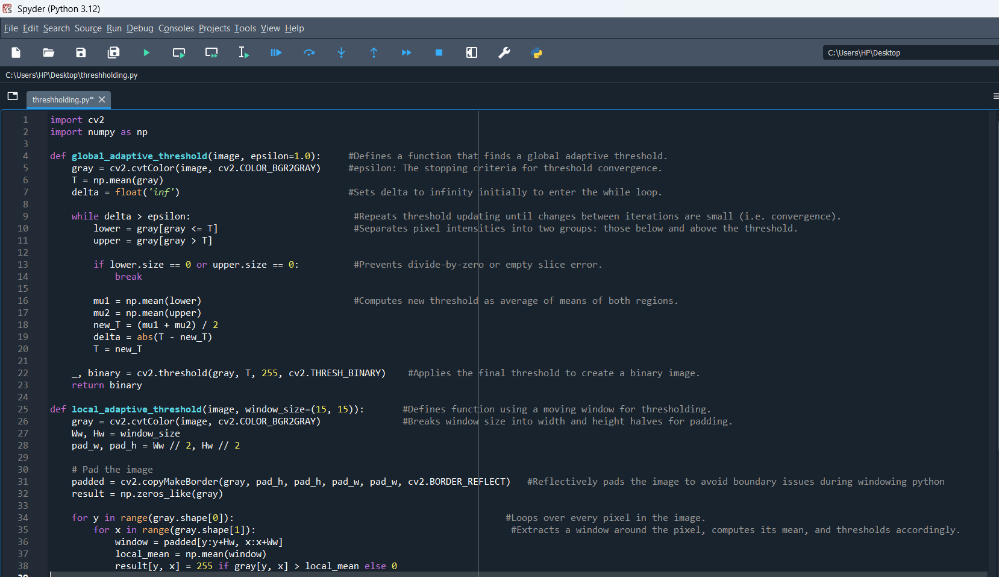 Spyder (Python 3.12)
File Edit Search Source Run Debug Consoles Projects Tools View Help
C:\Users\HP\Desktop
C:\Users\HP\Desktop\threshholding.py
threshholding.py*
1 import cv2
2 import numpy as np
3
4 def global_adaptive_threshold(image, epsilon=1.0): #Defines a function that finds a global adaptive threshold.
5 gray = cv2.cvtColor(image, cv2.COLOR_BGR2GRAY) #epsilon: The stopping criteria for threshold convergence.
6 T = np.mean(gray)
7 delta = float('inf') #Sets delta to infinity initially to enter the while loop.
8
9 while delta > epsilon: #Repeats threshold updating until changes between iterations are small (i.e. convergence).
10 lower = gray[gray <= T] #Separates pixel intensities into two groups: those below and above the threshold.
11 upper = gray[gray > T]
12
13 if lower.size == 0 or upper.size == 0: #Prevents divide-by-zero or empty slice error.
14 break
15
16 mu1 = np.mean(lower) #Computes new threshold as average of means of both regions.
17 mu2 = np.mean(upper)
18 new_T = (mu1 + mu2) / 2
19 delta = abs(T - new_T)
20 T = new_T
21
22 _, binary = cv2.threshold(gray, T, 255, cv2.THRESH_BINARY) #Applies the final threshold to create a binary image.
23 return binary
24
25 def local_adaptive_threshold(image, window_size=(15, 15)): #Defines function using a moving window for thresholding.
26 gray = cv2.cvtColor(image, cv2.COLOR_BGR2GRAY) #Breaks window size into width and height halves for padding.
27 Ww, Hw = window_size
28 pad_w, pad_h = Ww // 2, Hw // 2
29
30 # Pad the image
31 padded = cv2.copyMakeBorder(gray, pad_h, pad_h, pad_w, pad_w, cv2.BORDER_REFLECT) #Reflectively pads the image to avoid boundary issues during windowing python
32 result = np.zeros_like(gray)
33
34 for y in range(gray.shape[0]): #Loops over every pixel in the image.
35 for x in range(gray.shape[1]): #Extracts a window around the pixel, computes its mean, and thresholds accordingly.
36 window = padded[y:y+Hw, x:x+Ww]
37 local_mean = np.mean(window)
38 result[y, x] = 255 if gray[y, x] > local_mean else 0